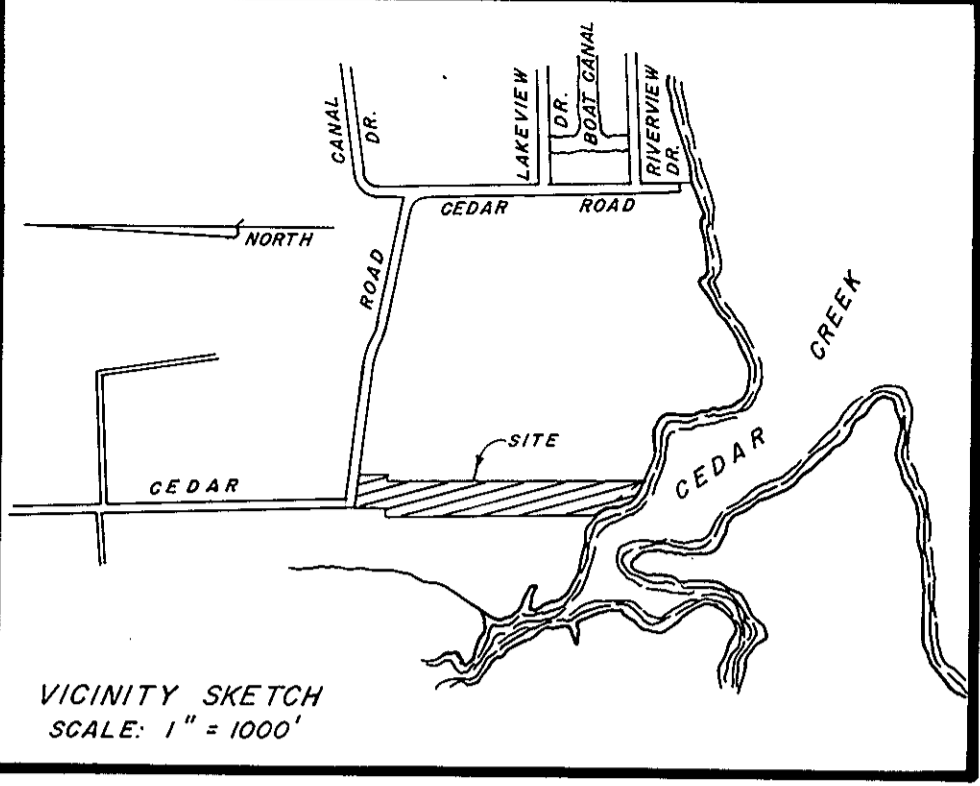 CANAL
DR.
LAKEVIEW
DR.
BOAT CANAL
RIVERVIEW
DR.
CEDAR ROAD
NORTH
ROAD
CREEK
SITE
CEDAR
CEDAR
VICINITY SKETCH
SCALE: 1" = 1000'